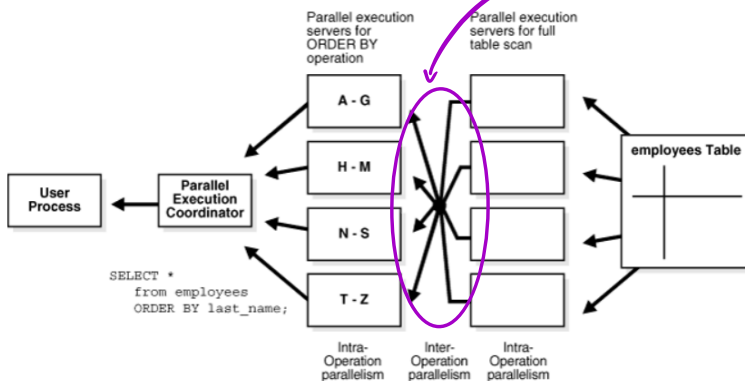 Parallel execution
servers for
ORDER BY
operation
Parallel execution
servers for full
table scan
A - G
H - M
N - S
T - Z
employees Table
User
Process
Parallel
Execution
Coordinator
SELECT *
from employees
ORDER BY last_name;
Intra-
Operation
parallelism
Inter-
Operation
parallelism
Intra-
Operation
parallelism